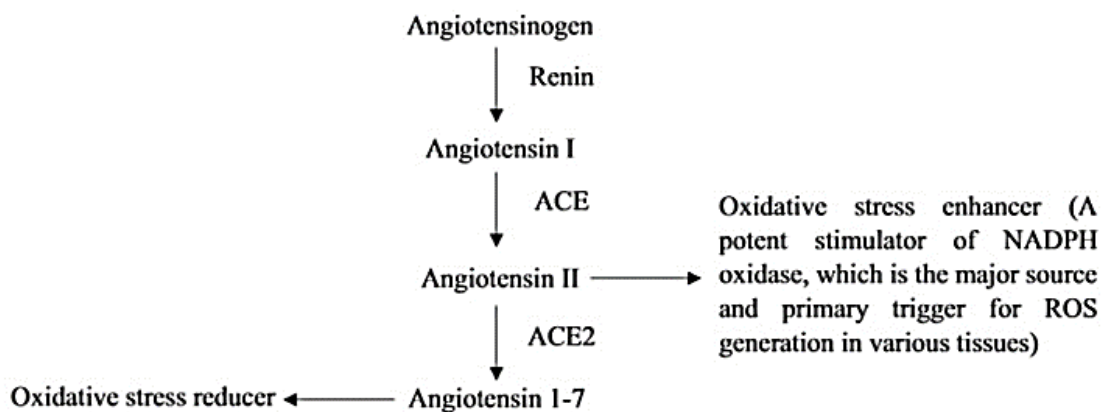 Angiotensinogen
Renin
Angiotensin I
ACE
Oxidative stress enhancer (A
potent stimulator of NADPH
oxidase, which is the major source
and primary trigger for ROS
generation in various tissues)
Angiotensin II
ACE2
Oxidative stress reducer
Angiotensin 1-7